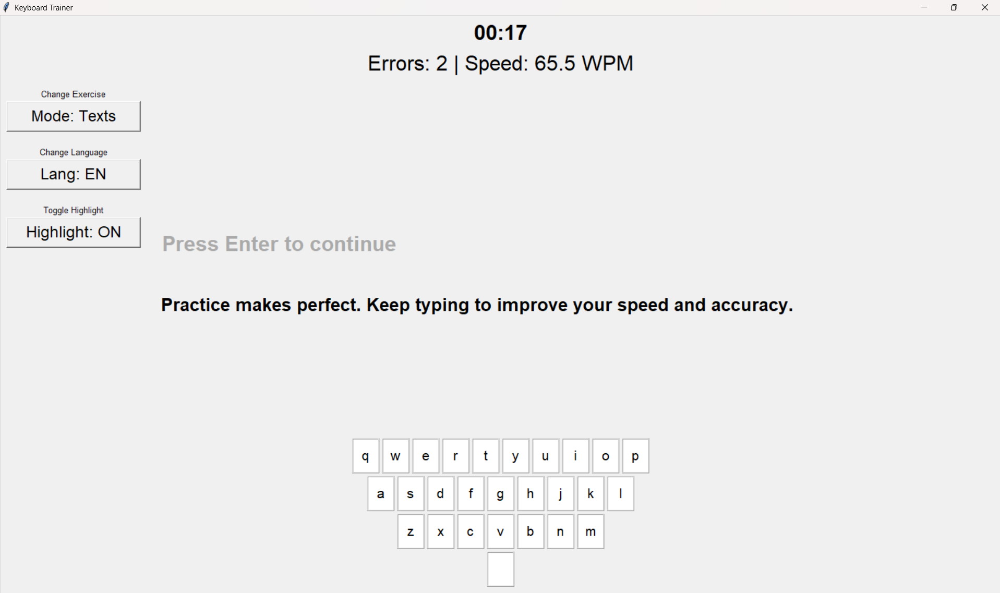 Keyboard Trainer
00:17
Errors: 2 | Speed: 65.5 WPM
Change Exercise
Mode: Texts
Change Language
Lang: EN
Toggle Highlight
Highlight: ON
Press Enter to continue
Practice makes perfect. Keep typing to improve your speed and accuracy.
q w e r t y u i o p
a s d f g h j k l
z x c v b n m